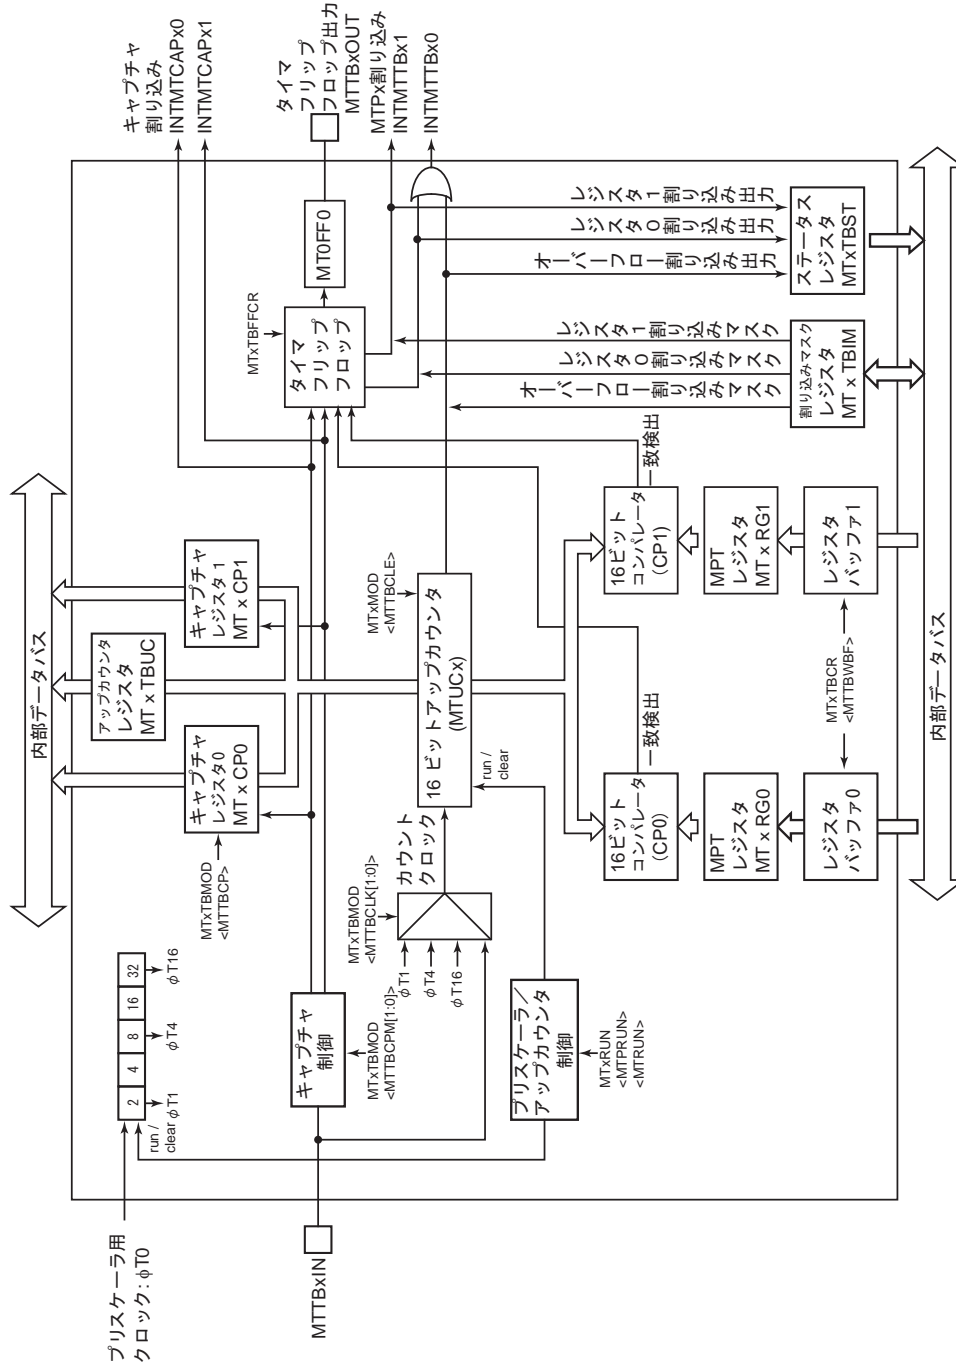 内部データバス
プリスケーラ用
クロック: φT0
run /
clear
2
4
8
16
32
φT1
φT4
φT16
MTxTBMOD
<MTTBCP>
キャプチャ
レジスタ0
MT x CP0
アップカウンタ
レジスタ
MT x TBUC
キャプチャ
レジスタ 1
MT x CP1
キャプチャ
割り込み
INTMTCAPx0
INTMTCAPx1
MTTBxIN
キャプチャ
制御
MTxTBMOD
<MTTBCPM[1:0]>
MTxTBFFCR
タイマ
フリップ
フロップ
MT0FF0
タイマ
フリップ
フロップ出力
MTTBxOUT
MTPx割り込み
INTMTTBx1
INTMTTBx0
MTxTBMOD
<MTTBCLK[1:0]>
φT1
φT4
φT16
カウント
クロック
MTxMOD
<MTTBCLE>
16 ビットアップカウンタ
(MTUCx)
run /
clear
プリスケーラ/
アップカウンタ
制御
MTxRUN
<MTPRUN>
<MTRUN>
16ビット
コンパレータ
(CP0)
一致検出
16ビット
コンパレータ
(CP1)
一致検出
MPT
レジスタ
MT x RG0
MPT
レジスタ
MT x RG1
レジスタ
バッファ0
MTxTBCR
<MTTBWBF>
レジスタ
バッファ1
レジスタ1割り込みマスク
レジスタ0割り込みマスク
オーバーフロー割り込みマスク
割り込みマスク
レジスタ
MT x TBIM
レジスタ1割り込み出力
レジスタ0割り込み出力
オーバーフロー割り込み出力
ステータス
レジスタ
MTxTBST
内部データバス